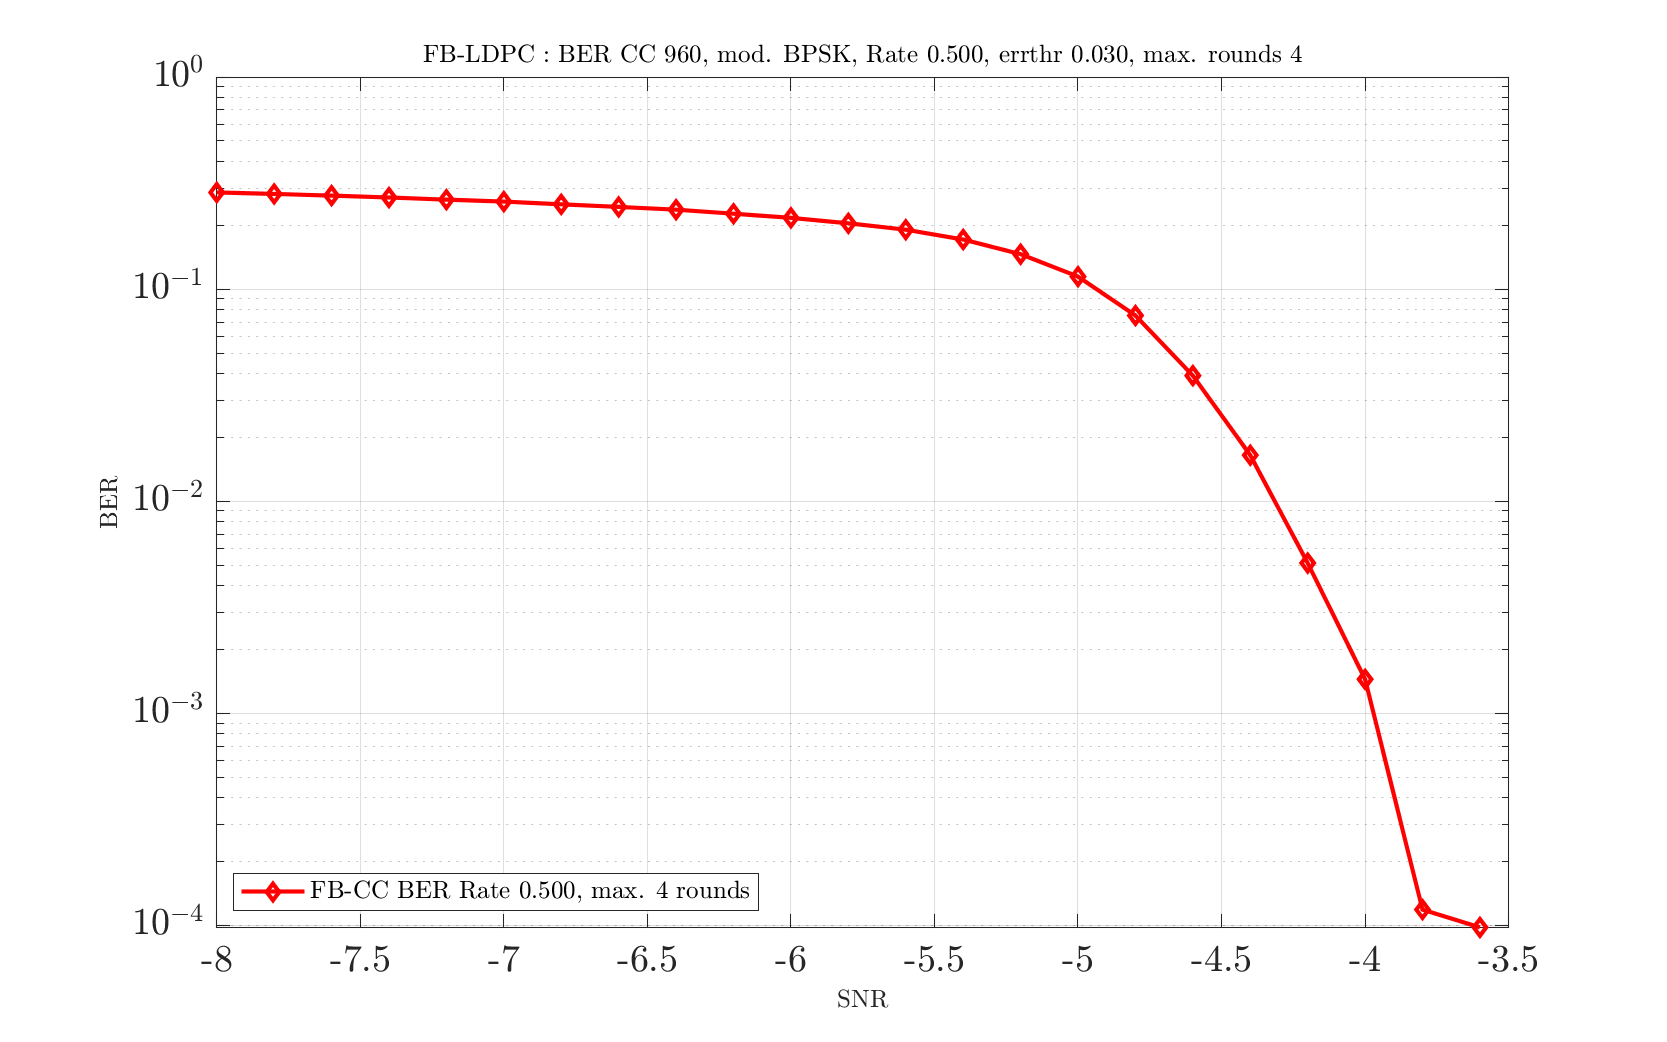 FB-LDPC : BER CC 960, mod. BPSK, Rate 0.500, errthr 0.030, max. rounds 4
10^0
10^−1
10^−2
10^−3
10^−4
BER
FB-CC BER Rate 0.500, max. 4 rounds
-8 -7.5 -7 -6.5 -6 -5.5 -5 -4.5 -4 -3.5
SNR